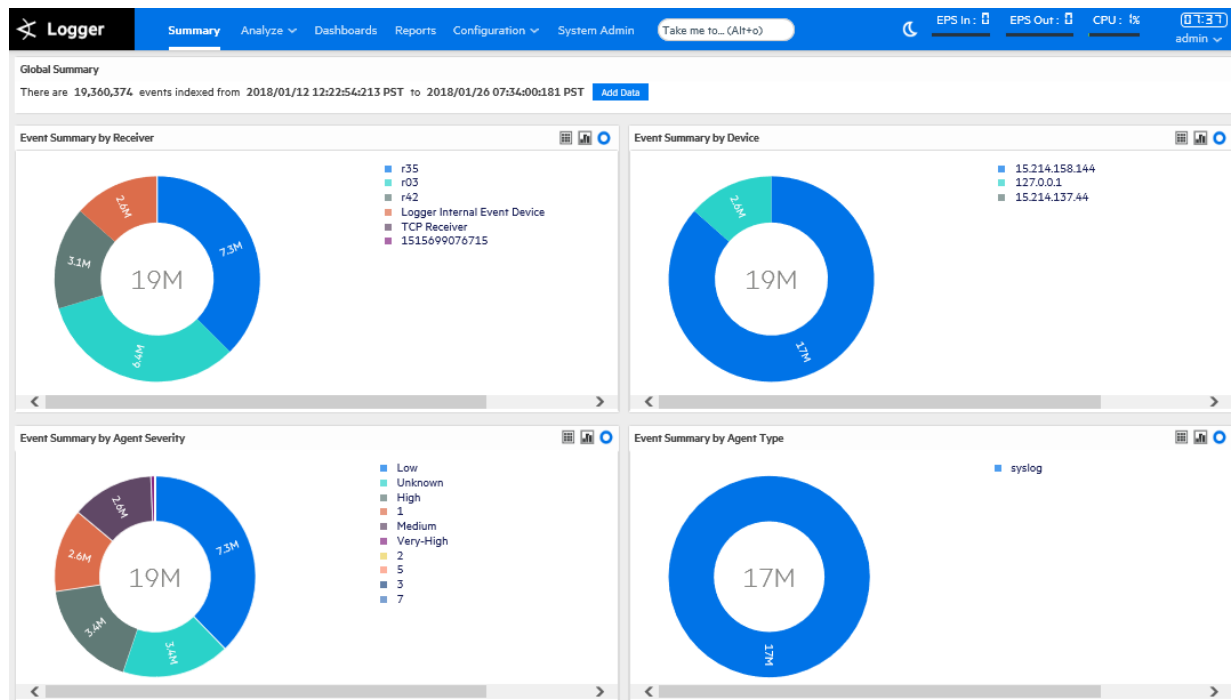 Logger Summary Analyze Dashboards Reports Configuration System Admin Take me to... (Alt+o) EPS In : 0 EPS Out : 0 CPU : 07:37
admin
Global Summary
There are 19,360,374 events indexed from 2018/01/12 12:22:54:213 PST to 2018/01/26 07:34:00:181 PST Add Data
Event Summary by Receiver
r35
r03
r42
Logger Internal Event Device
TCP Receiver
1515699076715
2.6M
7.3M
3.1M
19M
6.4M
Event Summary by Device
15.214.158.144
127.0.0.1
15.214.137.44
2.6M
19M
17M
Event Summary by Agent Severity
Low
Unknown
High
1
Medium
Very-High
2
5
3
7
2.6M
7.3M
2.6M
19M
3.4M
3.4M
Event Summary by Agent Type
syslog
17M
17M